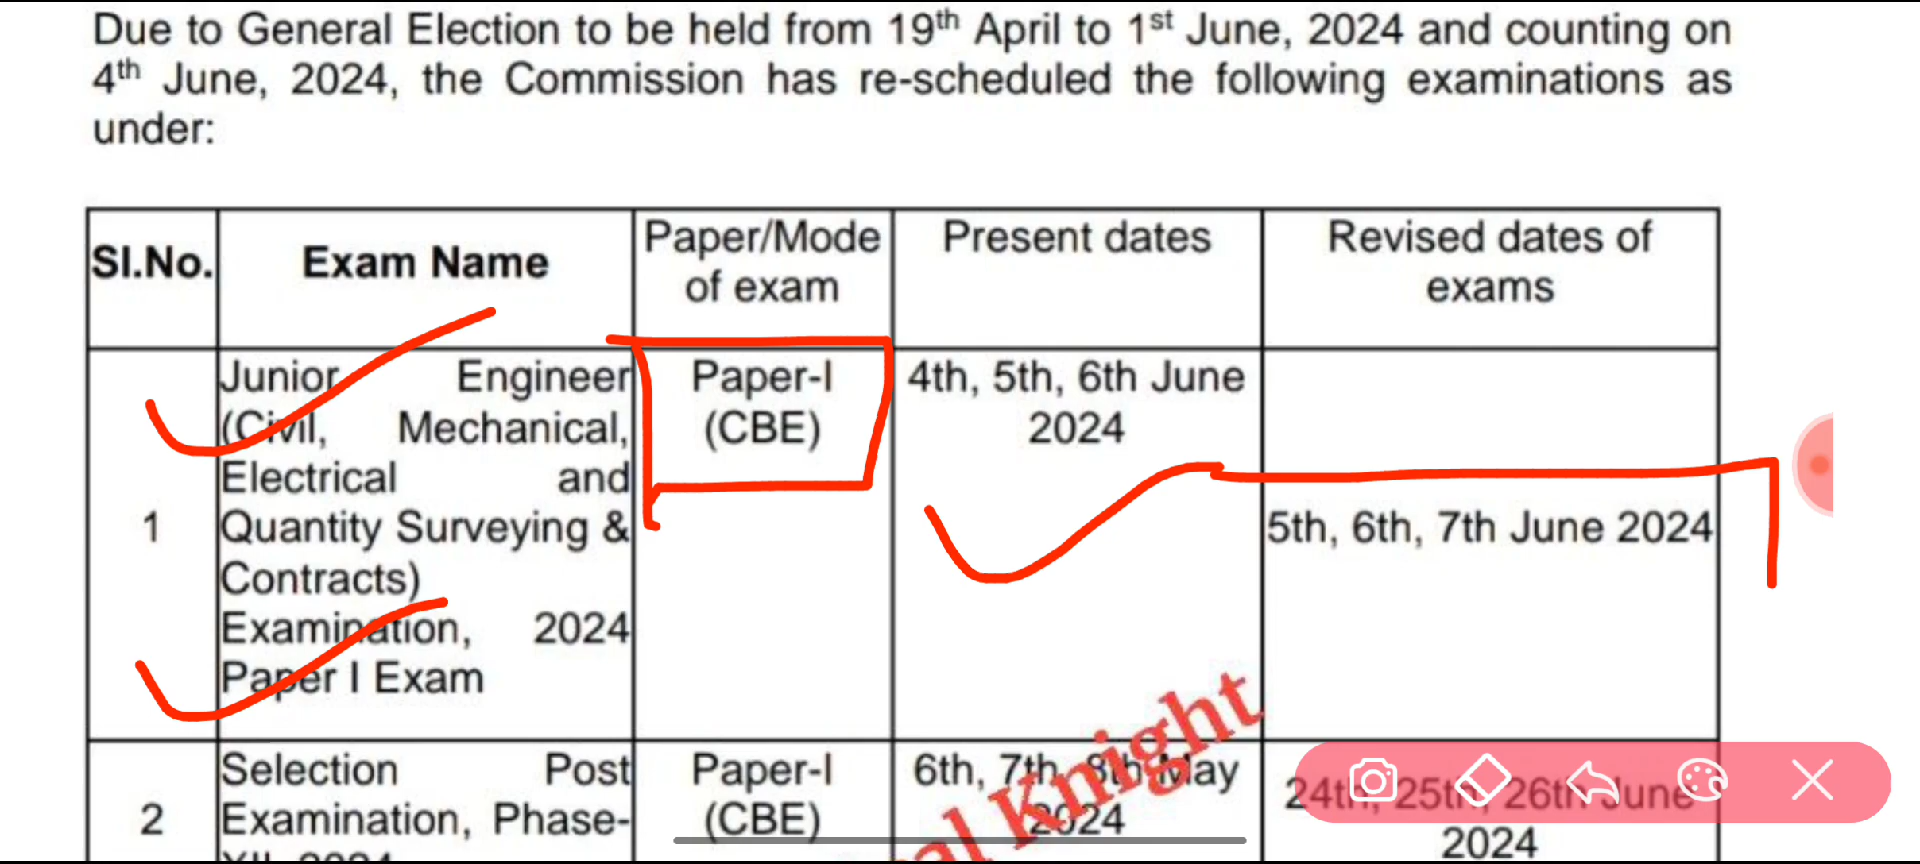 Due to General Election to be held from 19th April to 1st June, 2024 and counting on
4th June, 2024, the Commission has re-scheduled the following examinations as
under:
Sl.No.
Exam Name
Paper/Mode
of exam
Present dates
Revised dates of
exams
1
Junior Engineer
(Civil, Mechanical,
Electrical and
Quantity Surveying &
Contracts)
Examination, 2024
Paper I Exam
Paper-I
(CBE)
4th, 5th, 6th June
2024
5th, 6th, 7th June 2024
2
Selection Post
Examination, Phase-
Paper-I
(CBE)
6th, 7th, 8th May
2024
24th, 25th, 26th June
2024
Knight